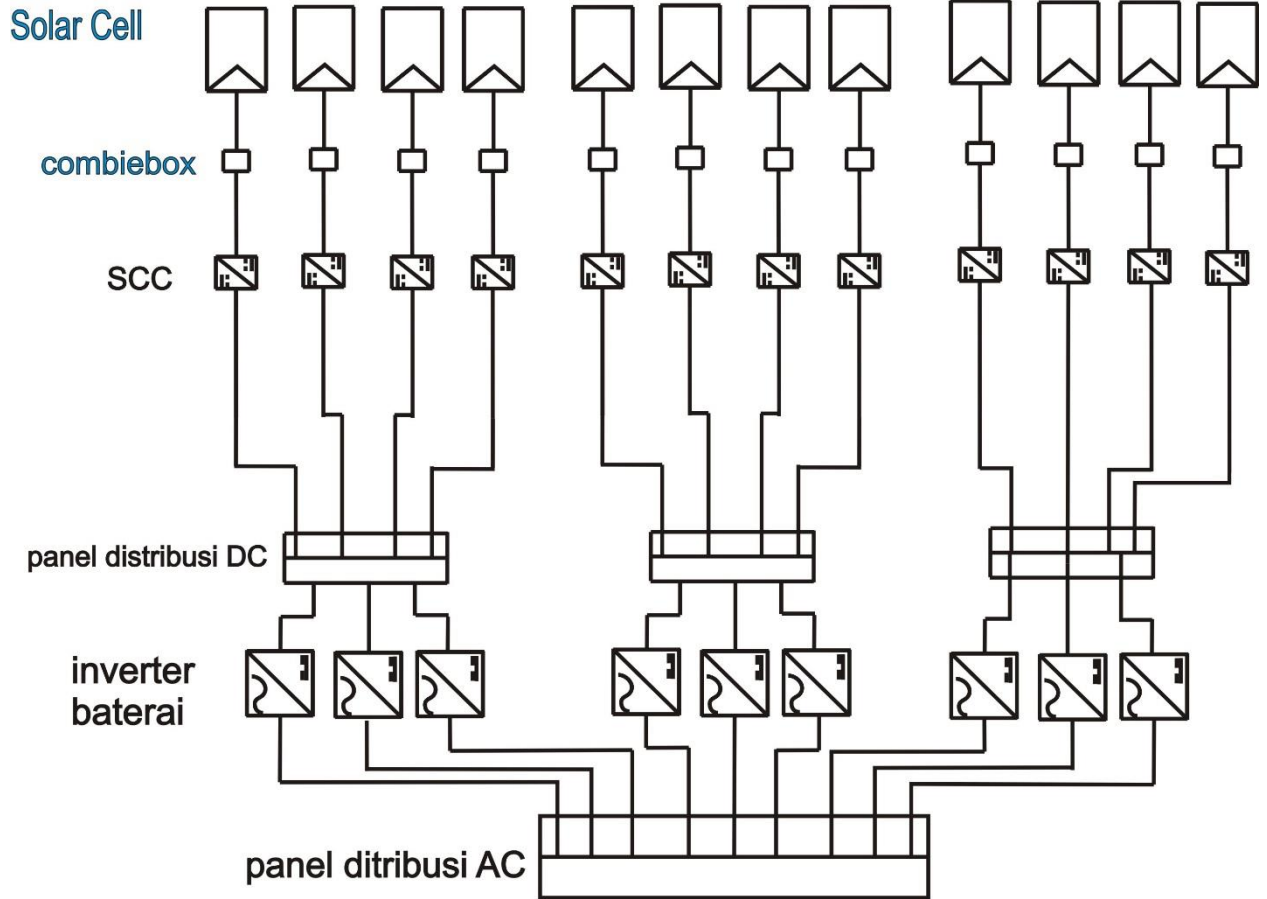 Solar Cell
combiebox
SCC
panel distribusi DC
inverter
baterai
panel ditribusi AC